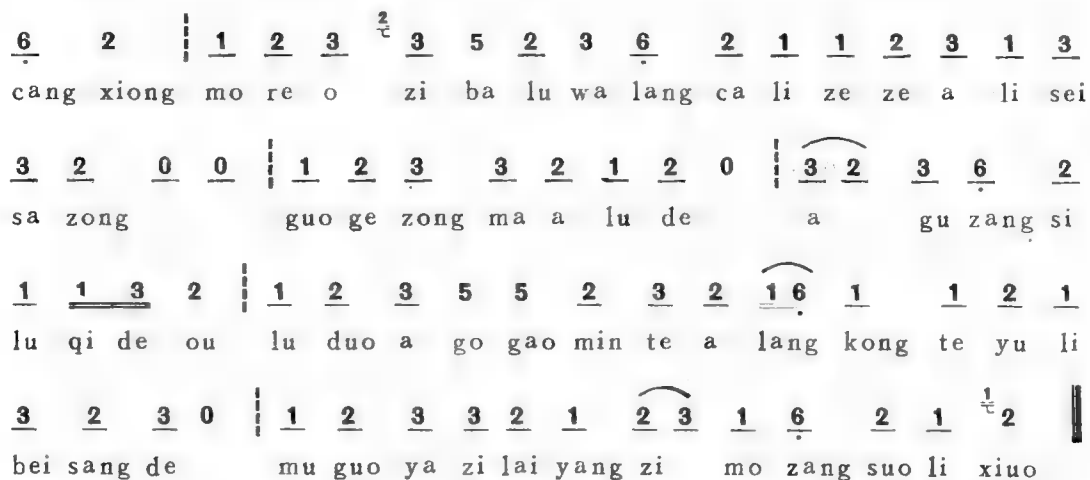 6 2 1 2 3 2 3 5 2 3 6 2 1 1 2 3 1 3
cang xiong mo re o zi ba lu wa lang ca li ze ze a li sei
3 2 0 0 1 2 3 3 2 1 2 0 3 2 3 6 2
sa zong guo ge zong ma a lu de a gu zang si
1 1 3 2 1 2 3 5 5 2 3 2 1 6 1 1 2 1
lu qi de ou lu duo a go gao min te a lang kong te yu li
3 2 3 0 1 2 3 3 2 1 2 3 1 6 2 1 1 2
bei sang de mu guo ya zi lai yang zi mo zang suo li xiuo